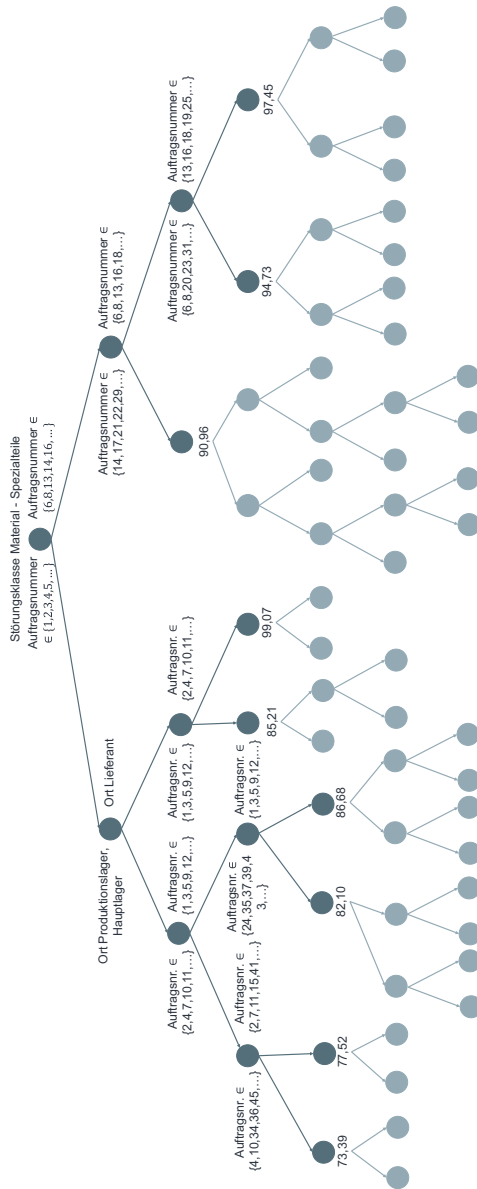 Störungsklasse Material - Spezialteile
Auftragsnummer
∈ {1,2,3,4,5, ...}
Auftragsnummer ∈
{6,8,13,14,16, ...}
Ort Produktionslager,
Hauptlager
Ort Lieferant
Auftragsnummer ∈
{14,17,21,22,29,…}
Auftragsnummer ∈
{6,8,13,16,18,…}
Auftragsnr. ∈
{2,4,7,10,11,…}
Auftragsnr. ∈
{1,3,5,9,12,…}
Auftragsnr. ∈
{1,3,5,9,12,…}
Auftragsnr. ∈
{2,4,7,10,11,…}
Auftragsnummer ∈
{6,8,20,23,31,…}
Auftragsnummer ∈
{13,16,18,19,25,…}
Auftragsnr. ∈
{4,10,34,36,45,…}
Auftragsnr. ∈
{2,7,11,15,41,…}
Auftragsnr. ∈
{24,35,37,39,4
3,…}
Auftragsnr. ∈
{1,3,5,9,12,…}
85,21
99,07
90,96
94,73
97,45
73,39
77,52
82,10
86,68